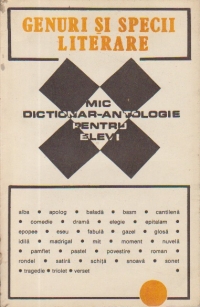 GENURI ȘI SPECII
LITERARE
MIC
DICTIONAR-ANTOLOGIE
PENTRU
ELEVI
alba • apolog • baladă • basm • cantilenă
• comedie • dramă • elegie • epitalam •
epopee • eseu • fabulă • gazel • glosă •
idilă • madrigal • mit • moment • nuvelă
• pamflet • pastel • povestire • roman •
rondel • satiră • schiță • snoavă • sonet
• tragedie • triolet • verset